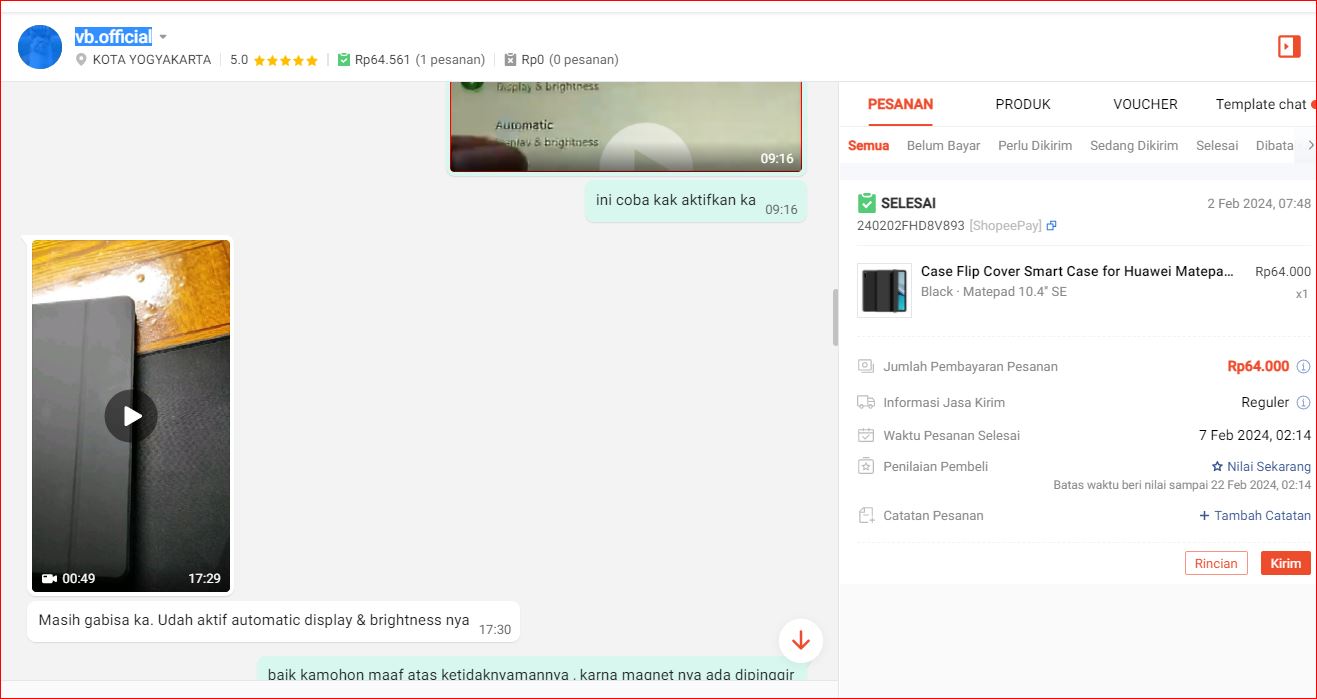 vb.official
KOTA YOGYAKARTA 5.0 Rp64.561 (1 pesanan) Rp0 (0 pesanan)
Display & brightness
Automatic
Display & brightness
09:16
ini coba kak aktifkan ka 09:16
00:49 17:29
Masih gabisa ka. Udah aktif automatic display & brightness nya 17:30
baik kamohon maaf atas ketidaknyamannya , karna magnet nya ada dipinggir
PESANAN PRODUK VOUCHER Template chat
Semua Belum Bayar Perlu Dikirim Sedang Dikirim Selesai Dibata
SELESAI 2 Feb 2024, 07:48
240202FHD8V893 [ShopeePay]
Case Flip Cover Smart Case for Huawei Matepa... Rp64.000
Black · Matepad 10.4" SE x1
Jumlah Pembayaran Pesanan Rp64.000
Informasi Jasa Kirim Reguler
Waktu Pesanan Selesai 7 Feb 2024, 02:14
Penilaian Pembeli Nilai Sekarang
Batas waktu beri nilai sampai 22 Feb 2024, 02:14
Catatan Pesanan + Tambah Catatan
Rincian Kirim